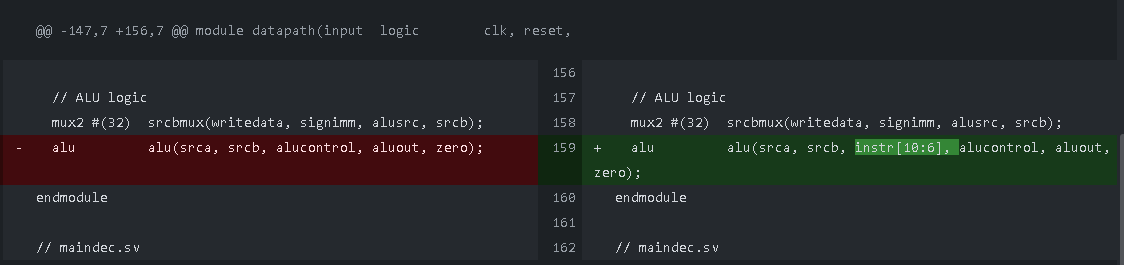 @@ -147,7 +156,7 @@ module datapath(input  logic        clk, reset,
156
// ALU logic 157 // ALU logic
mux2 #(32)  srcbmux(writedata, signimm, alusrc, srcb); 158 mux2 #(32)  srcbmux(writedata, signimm, alusrc, srcb);
-   alu         alu(srca, srcb, alucontrol, aluout, zero); 159 +   alu         alu(srca, srcb, instr[10:6], alucontrol, aluout,
zero);
endmodule 160 endmodule
161
// maindec.sv 162 // maindec.sv